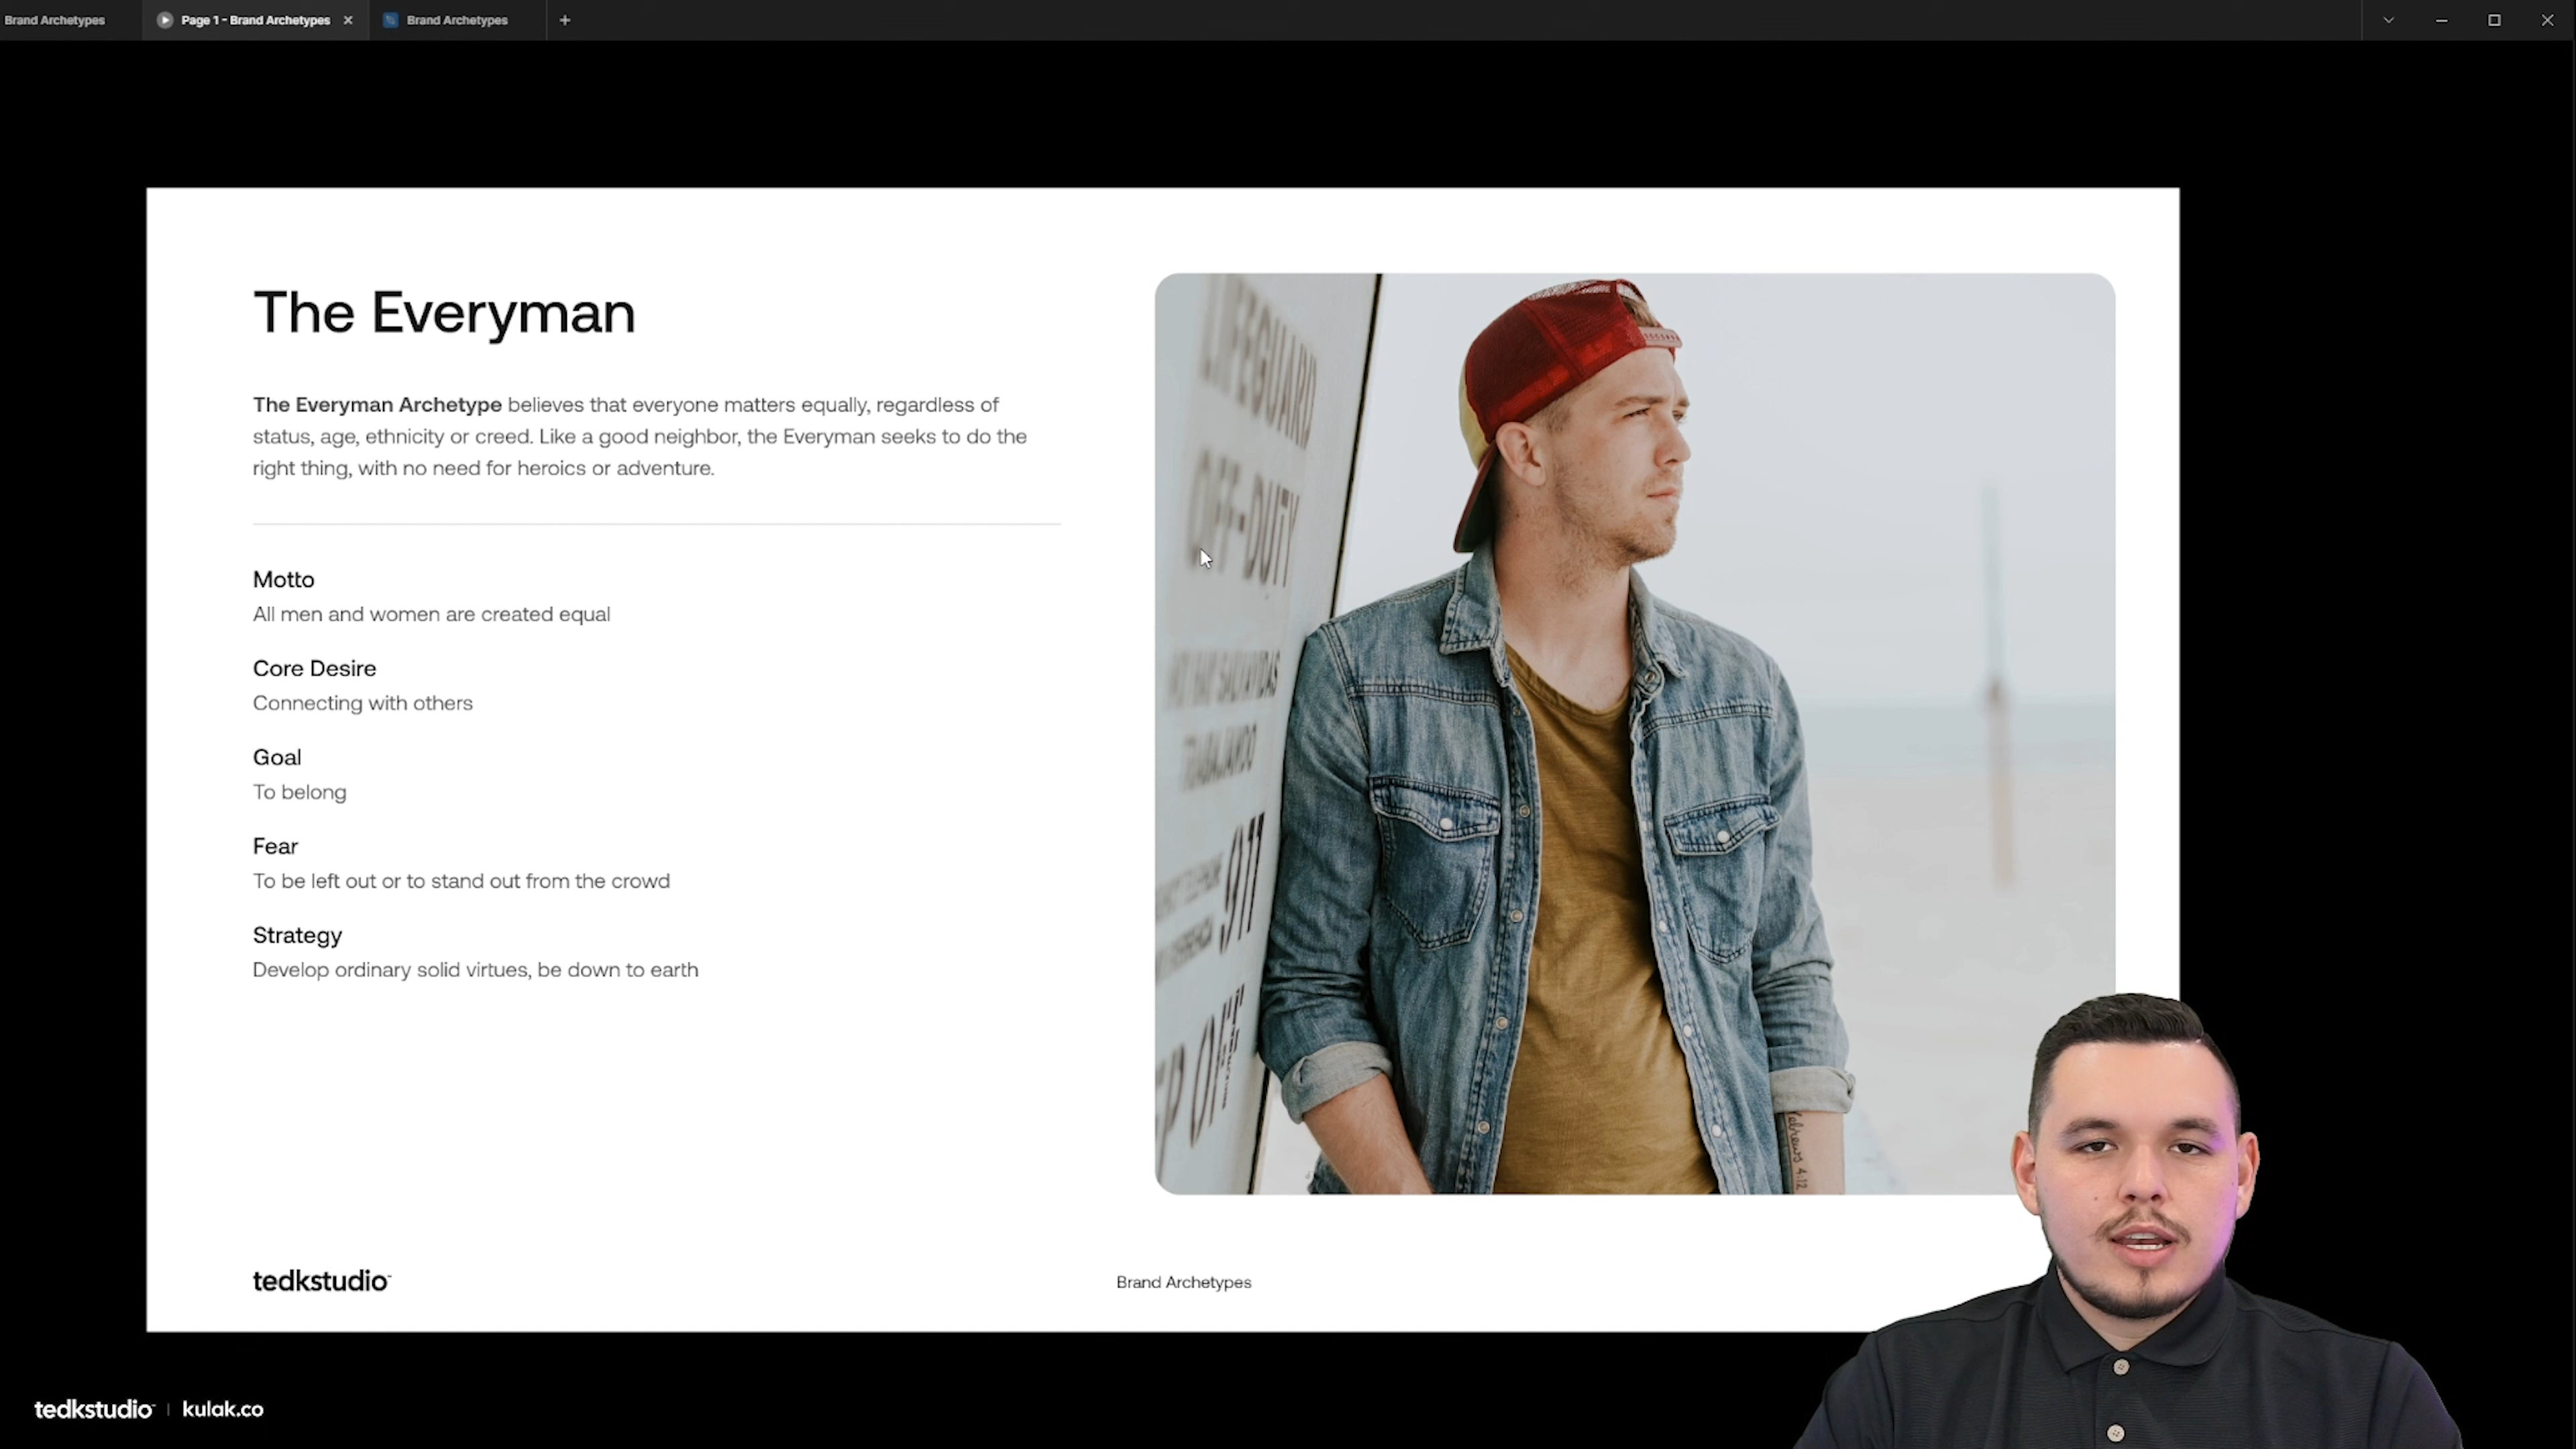 Brand Archetypes
Page 1 - Brand Archetypes
Brand Archetypes
The Everyman
The Everyman Archetype believes that everyone matters equally, regardless of
status, age, ethnicity or creed. Like a good neighbor, the Everyman seeks to do the
right thing, with no need for heroics or adventure.
Motto
All men and women are created equal
Core Desire
Connecting with others
Goal
To belong
Fear
To be left out or to stand out from the crowd
Strategy
Develop ordinary solid virtues, be down to earth
LIFEGUARD
OFF-DUTY
911
tedkstudio
Brand Archetypes
tedkstudio | kulak.co